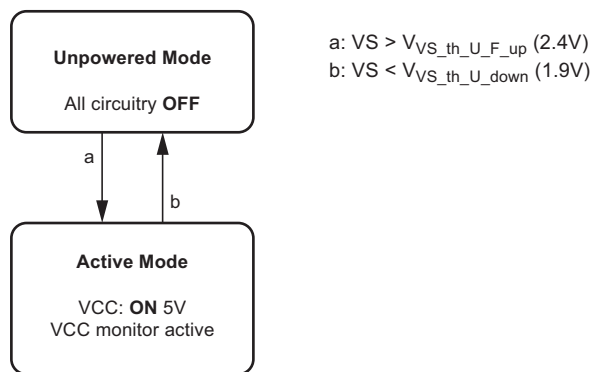 Unpowered Mode
All circuitry OFF
a: VS > VVS_th_U_F_up (2.4V)
b: VS < VVS_th_U_down (1.9V)
a
b
Active Mode
VCC: ON 5V
VCC monitor active